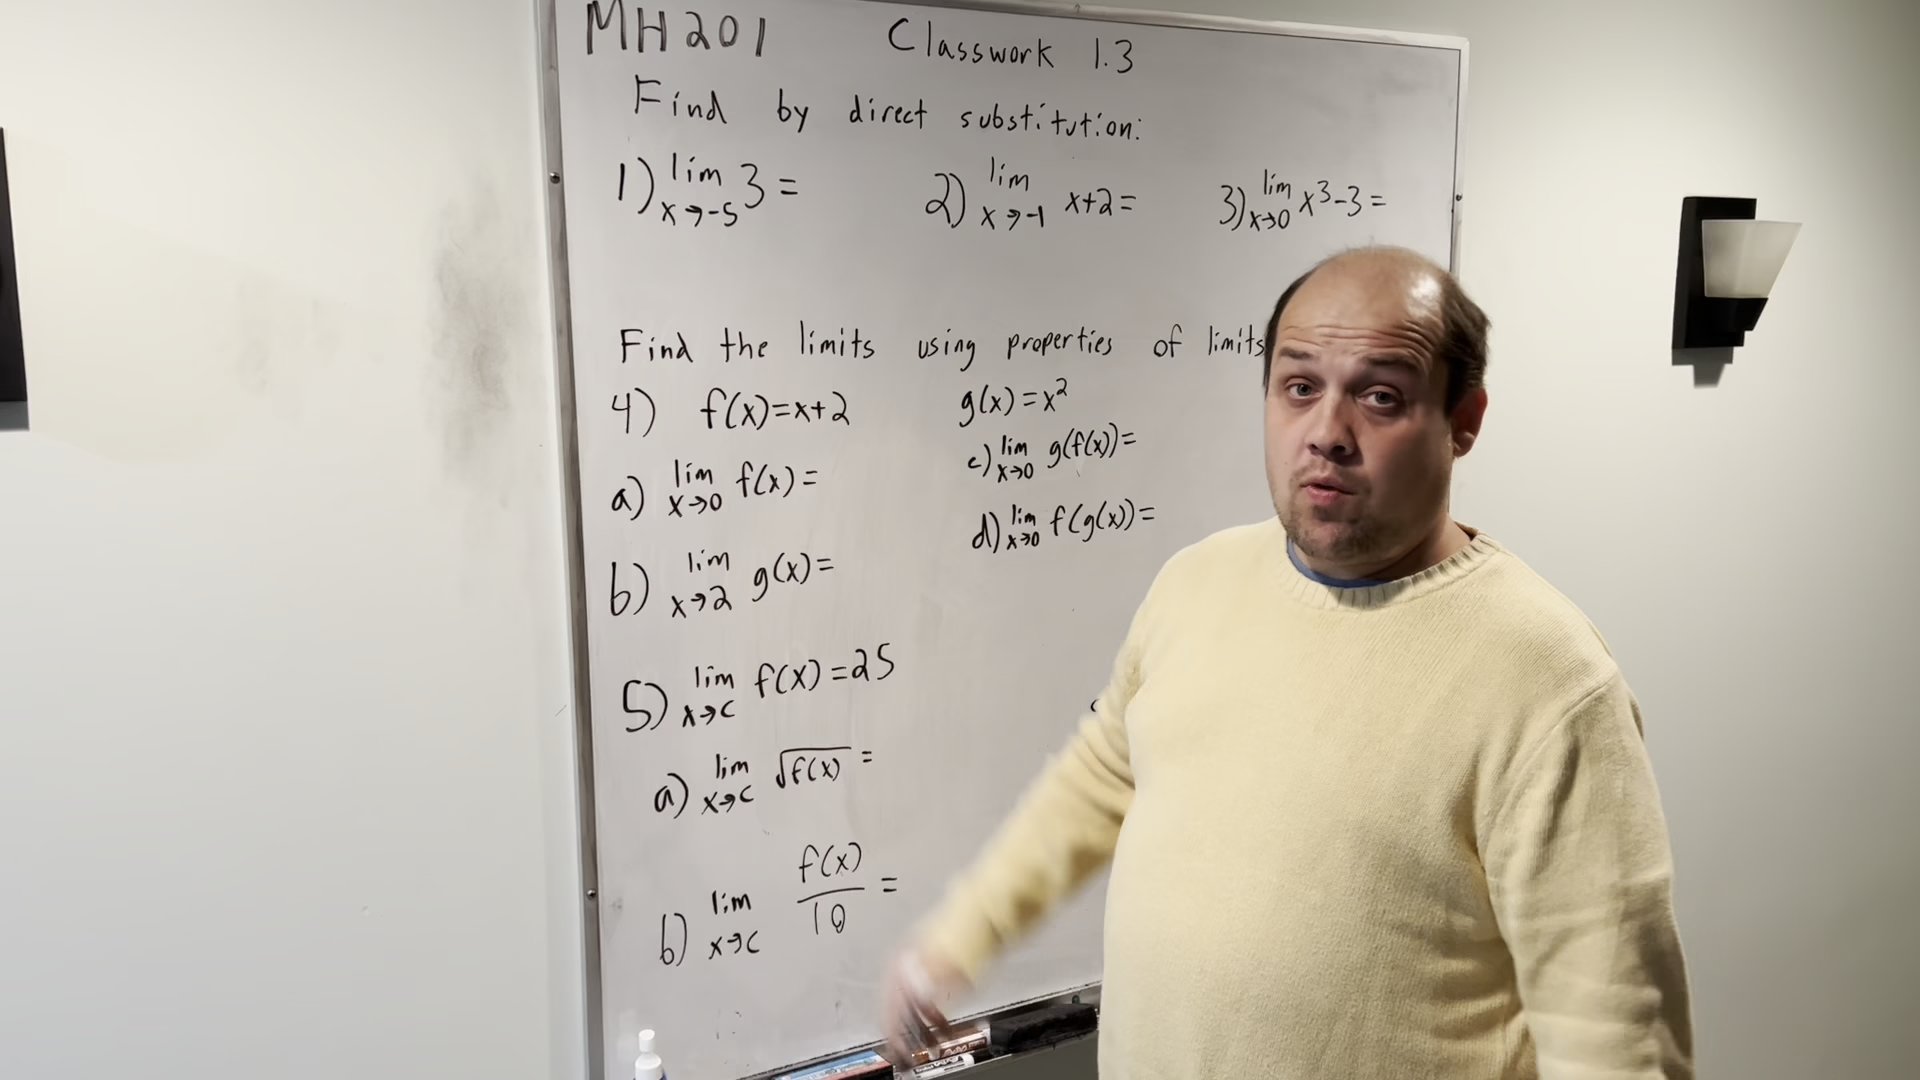 MH201 Classwork 1.3
Find by direct substitution:
1) lim x→-5 3 =
2) lim x→-1 x+2 =
3) lim x→0 x³-3 =
Find the limits using properties of limits
4) f(x)=x+2 g(x)=x²
a) lim x→0 f(x) =
b) lim x→2 g(x) =
c) lim x→0 g(f(x)) =
d) lim x→0 f(g(x)) =
5) lim x→c f(x)=25
a) lim x→c √f(x) =
b) lim x→c f(x)/10 =